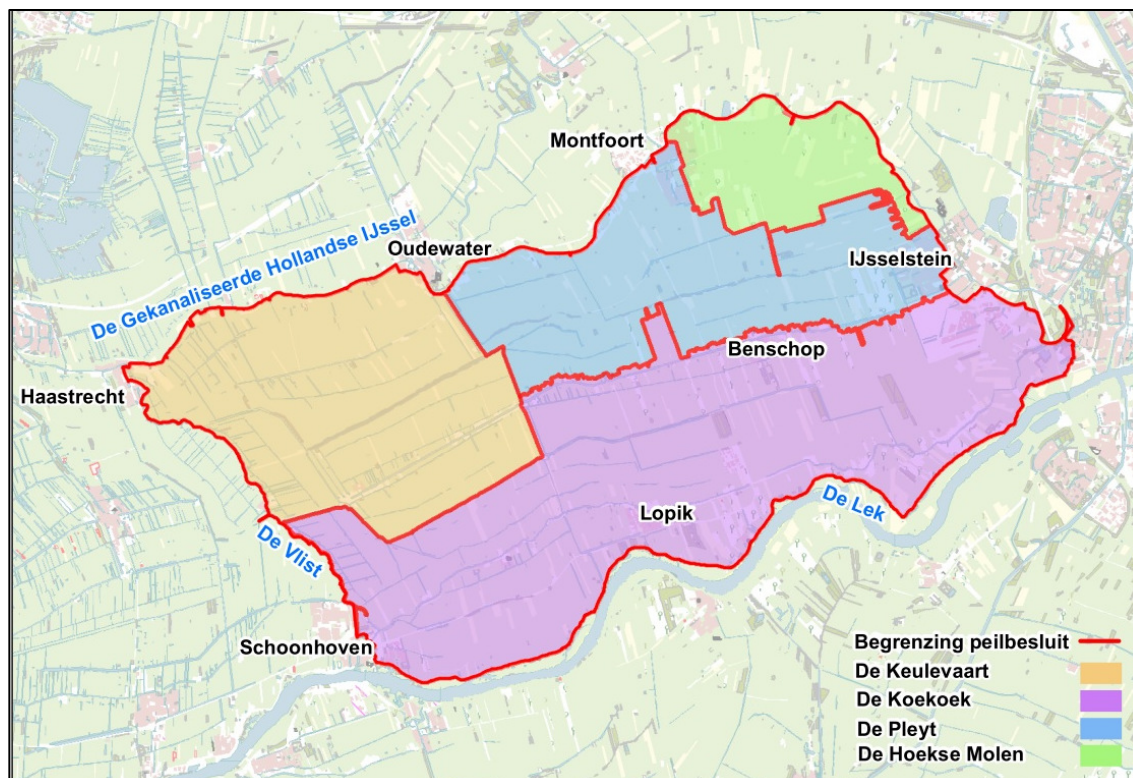 Montfoort
De Gekanaliseerde Hollandse IJssel
Oudewater
IJsselstein
Benschop
Haastrecht
Lopik
De Lek
De Vlist
Schoonhoven
Begrenzing peilbesluit
De Keulevaart
De Koekoek
De Pleyt
De Hoekse Molen